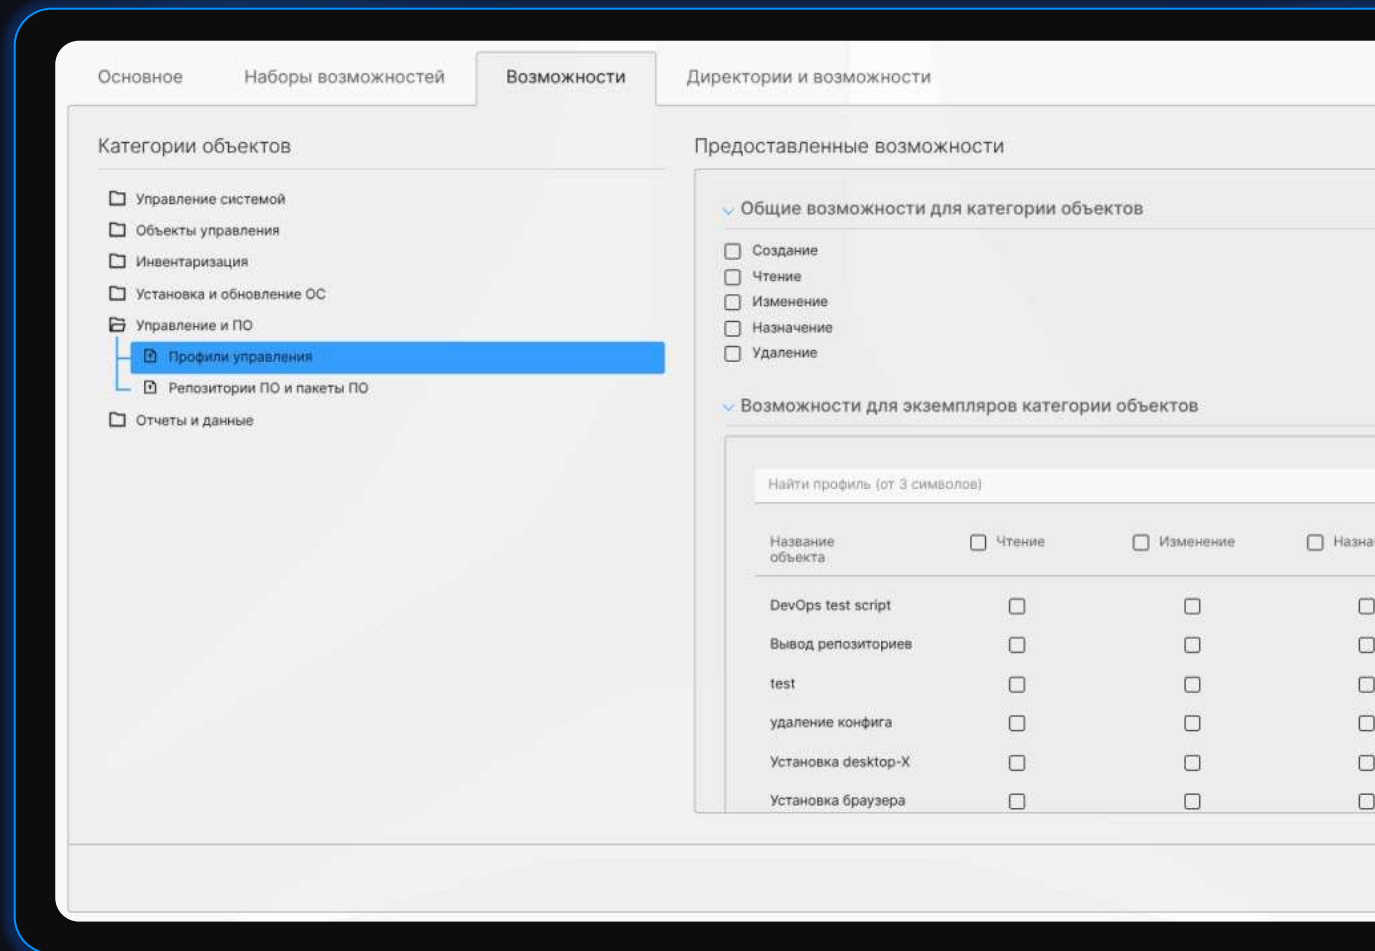 Основное
Наборы возможностей
Возможности
Директории и возможности
Категории объектов
Управление системой
Объекты управления
Инвентаризация
Установка и обновление ОС
Управление и ПО
Профили управления
Репозитории ПО и пакеты ПО
Отчеты и данные
Предоставленные возможности
Общие возможности для категории объектов
Создание
Чтение
Изменение
Назначение
Удаление
Возможности для экземпляров категории объектов
Найти профиль (от 3 символов)
Название
объекта
Чтение
Изменение
Назна
DevOps test script
Вывод репозиториев
test
удаление конфига
Установка desktop-X
Установка браузера